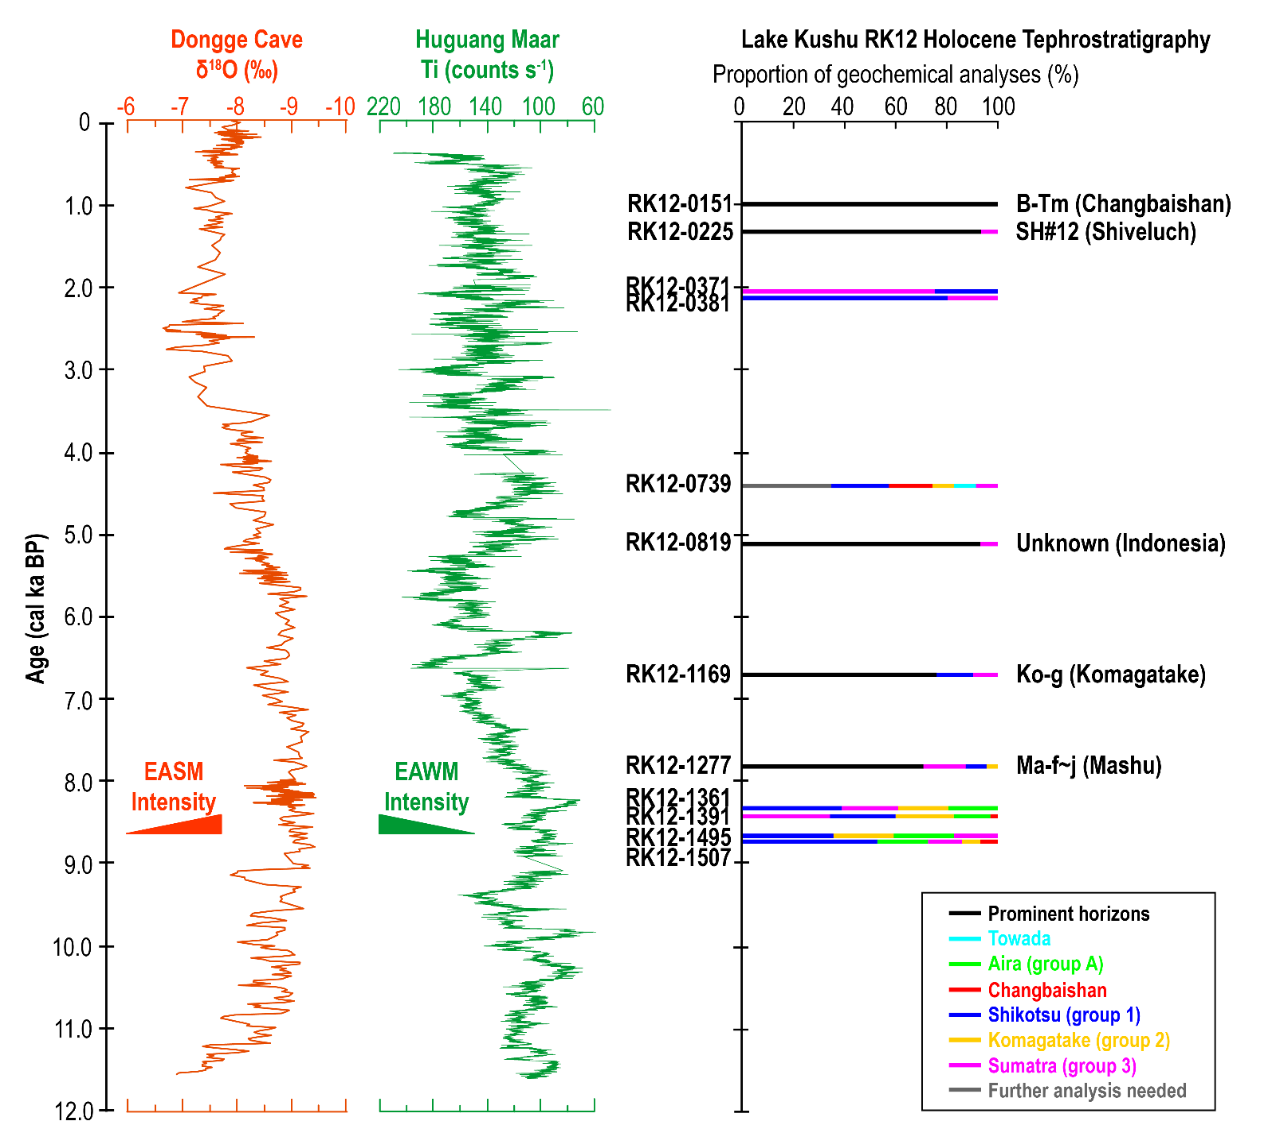 Dongge Cave
δ18O (‰)
-6 -7 -8 -9 -10
Huguang Maar
Ti (counts s-1)
220 180 140 100 60
Lake Kushu RK12 Holocene Tephrostratigraphy
Proportion of geochemical analyses (%)
0 20 40 60 80 100
Age (cal ka BP)
0
1.0
2.0
3.0
4.0
5.0
6.0
7.0
8.0
9.0
10.0
11.0
12.0
EASM
Intensity
EAWM
Intensity
RK12-0151 B-Tm (Changbaishan)
RK12-0225 SH#12 (Shiveluch)
RK12-0371
RK12-0381
RK12-0739
RK12-0819 Unknown (Indonesia)
RK12-1169 Ko-g (Komagatake)
RK12-1277 Ma-f~j (Mashu)
RK12-1361
RK12-1391
RK12-1495
RK12-1507
Prominent horizons
Towada
Aira (group A)
Changbaishan
Shikotsu (group 1)
Komagatake (group 2)
Sumatra (group 3)
Further analysis needed